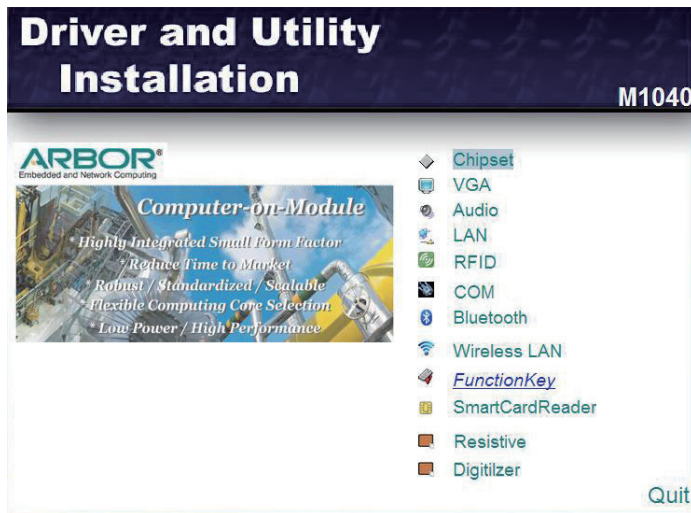 Driver and Utility
Installation
M1040
ARBOR®
Embedded and Network Computing
Computer-on-Module
* Highly Integrated Small Form Factor
* Reduce Time to Market
* Robust / Standardized / Scalable
* Flexible Computing Core Selection
* Low Power / High Performance
Chipset
VGA
Audio
LAN
RFID
COM
Bluetooth
Wireless LAN
FunctionKey
SmartCardReader
Resistive
Digitilzer
Quit